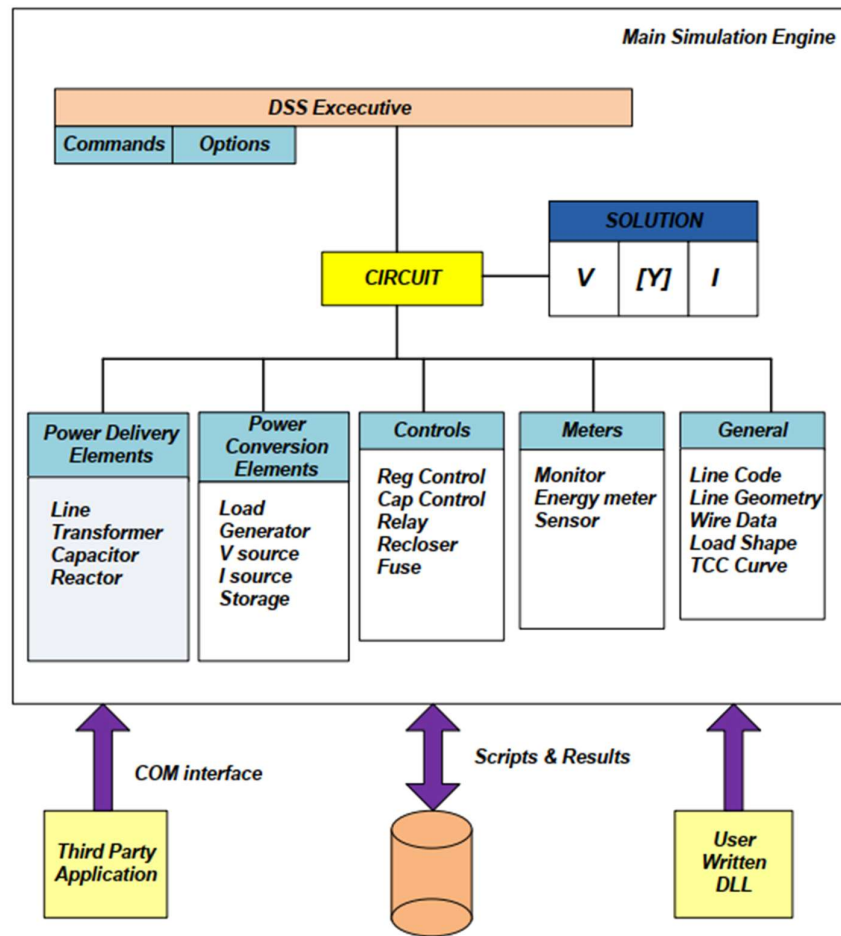 Main Simulation Engine
DSS Excecutive
Commands
Options
SOLUTION
V
[Y]
I
CIRCUIT
Power Delivery
Elements
Line
Transformer
Capacitor
Reactor
Power
Conversion
Elements
Load
Generator
V source
I source
Storage
Controls
Reg Control
Cap Control
Relay
Recloser
Fuse
Meters
Monitor
Energy meter
Sensor
General
Line Code
Line Geometry
Wire Data
Load Shape
TCC Curve
COM interface
Scripts & Results
Third Party
Application
User
Written
DLL